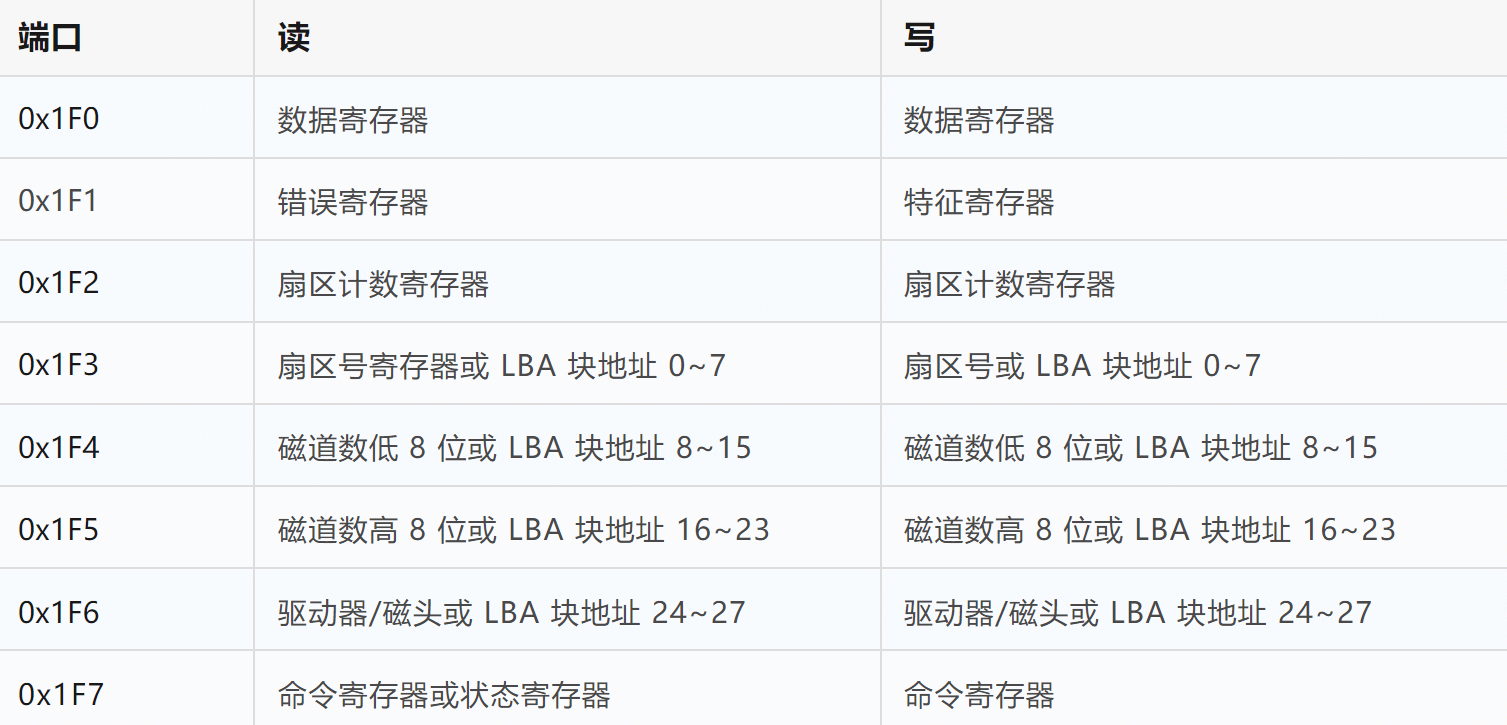 端口 读 写
0x1F0 数据寄存器 数据寄存器
0x1F1 错误寄存器 特征寄存器
0x1F2 扇区计数寄存器 扇区计数寄存器
0x1F3 扇区号寄存器或 LBA 块地址 0~7 扇区号或 LBA 块地址 0~7
0x1F4 磁道数低 8 位或 LBA 块地址 8~15 磁道数低 8 位或 LBA 块地址 8~15
0x1F5 磁道数高 8 位或 LBA 块地址 16~23 磁道数高 8 位或 LBA 块地址 16~23
0x1F6 驱动器/磁头或 LBA 块地址 24~27 驱动器/磁头或 LBA 块地址 24~27
0x1F7 命令寄存器或状态寄存器 命令寄存器